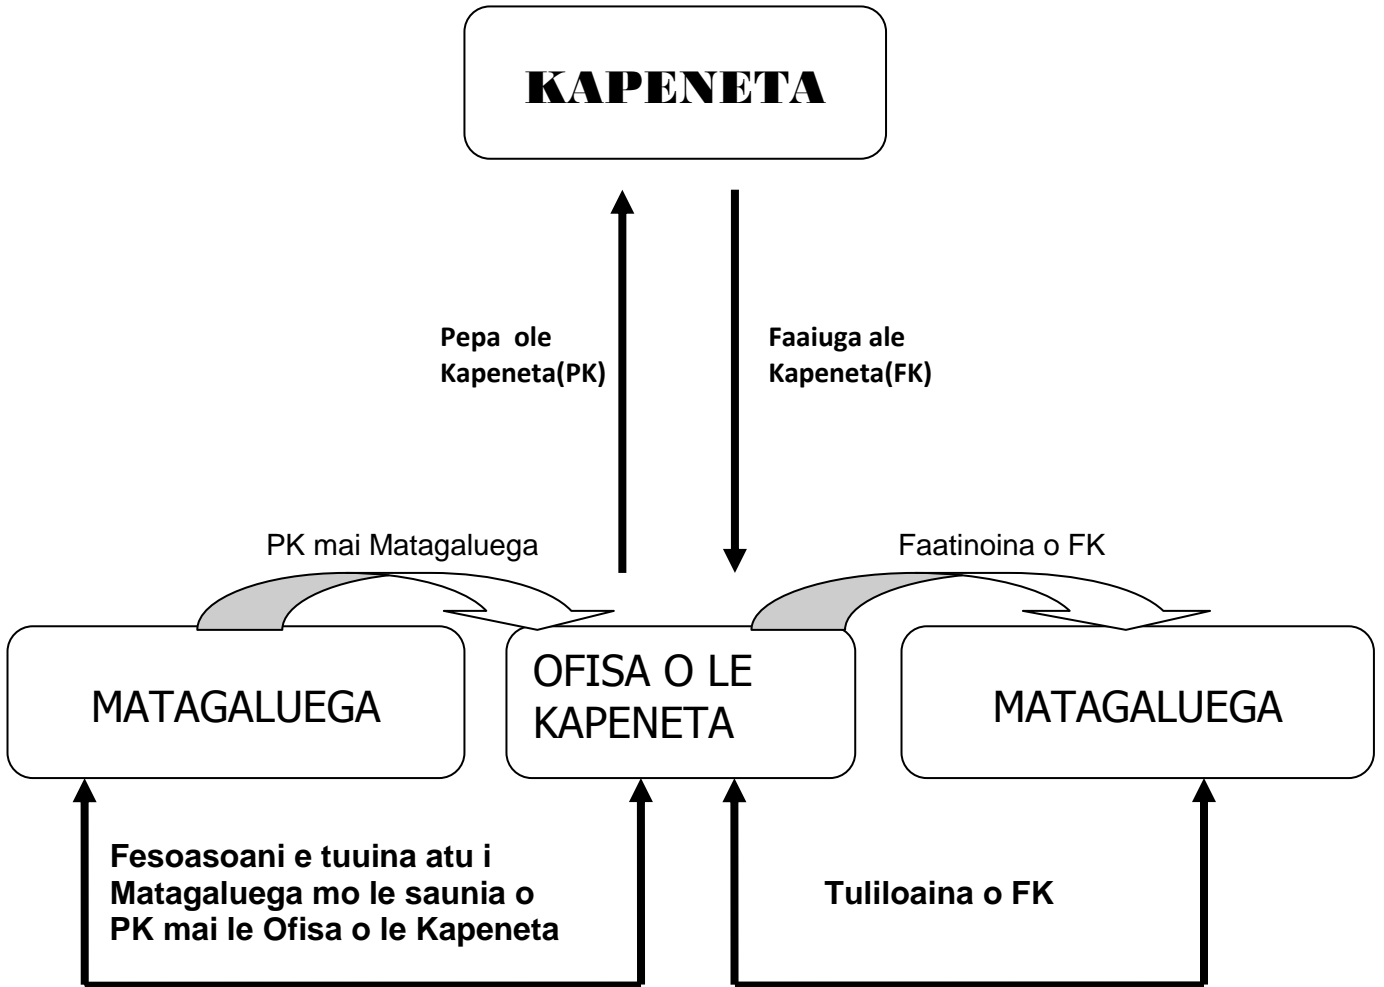 KAPENETA
Pepa ole
Kapeneta(PK)
Faaiuga ale
Kapeneta(FK)
PK mai Matagaluega
Faatinoina o FK
MATAGALUEGA
OFISA O LE
KAPENETA
MATAGALUEGA
Fesoasoani e tuuina atu i
Matagaluega mo le saunia o
PK mai le Ofisa o le Kapeneta
Tuliloaina o FK